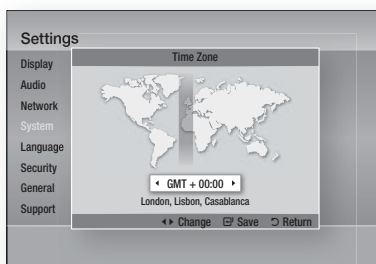 Settings
Display
Audio
Network
System
Language
Security
General
Support
Time Zone
GMT + 00:00
London, Lisbon, Casablanca
Change Save Return